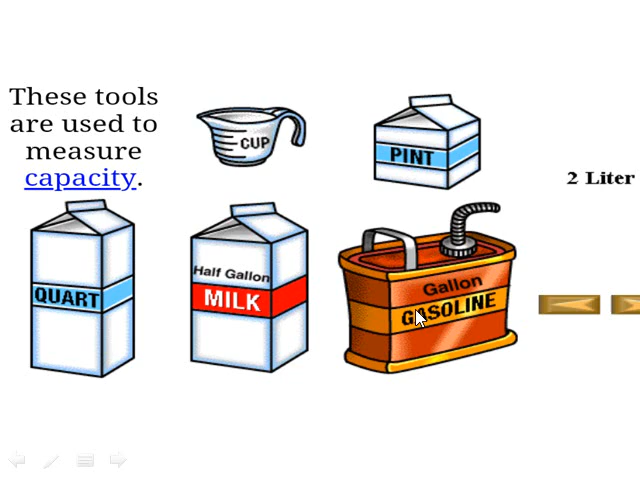 These tools
are used to
measure
capacity.
CUP
PINT
2 Liter
QUART
Half Gallon
MILK
Gallon
GASOLINE